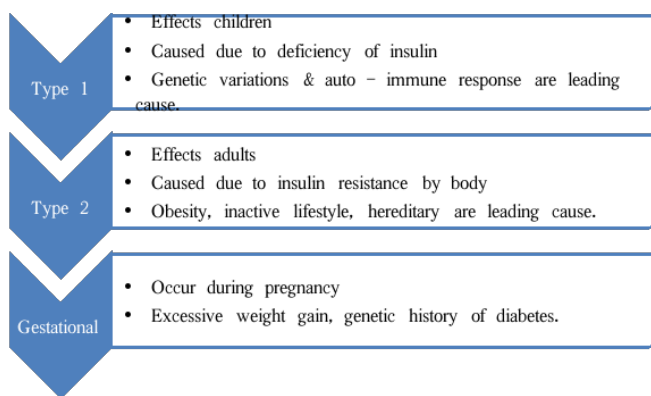 Type 1
• Effects children
• Caused due to deficiency of insulin
• Genetic variations & auto – immune response are leading
cause.
Type 2
• Effects adults
• Caused due to insulin resistance by body
• Obesity, inactive lifestyle, hereditary are leading cause.
Gestational
• Occur during pregnancy
• Excessive weight gain, genetic history of diabetes.